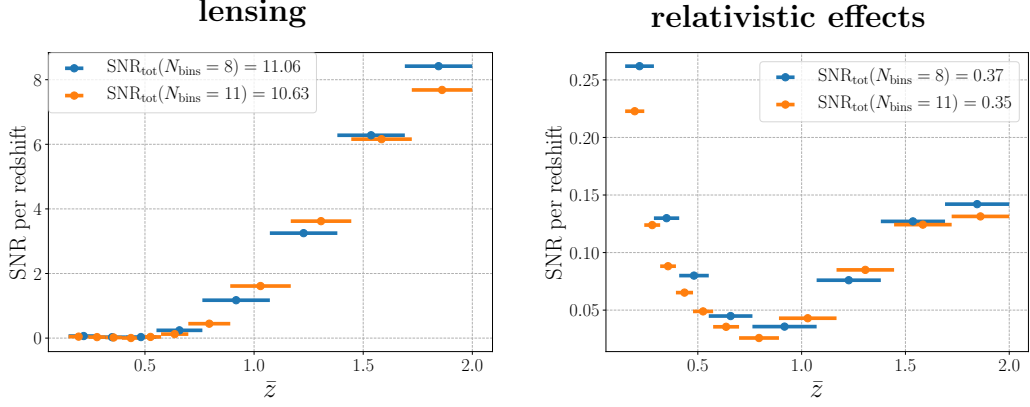 lensing
SNR_tot(N_bins = 8) = 11.06
SNR_tot(N_bins = 11) = 10.63
SNR per redshift
8
6
4
2
0
0.5
1.0
1.5
2.0
z̄
relativistic effects
SNR_tot(N_bins = 8) = 0.37
SNR_tot(N_bins = 11) = 0.35
SNR per redshift
0.25
0.20
0.15
0.10
0.05
0.5
1.0
1.5
2.0
z̄